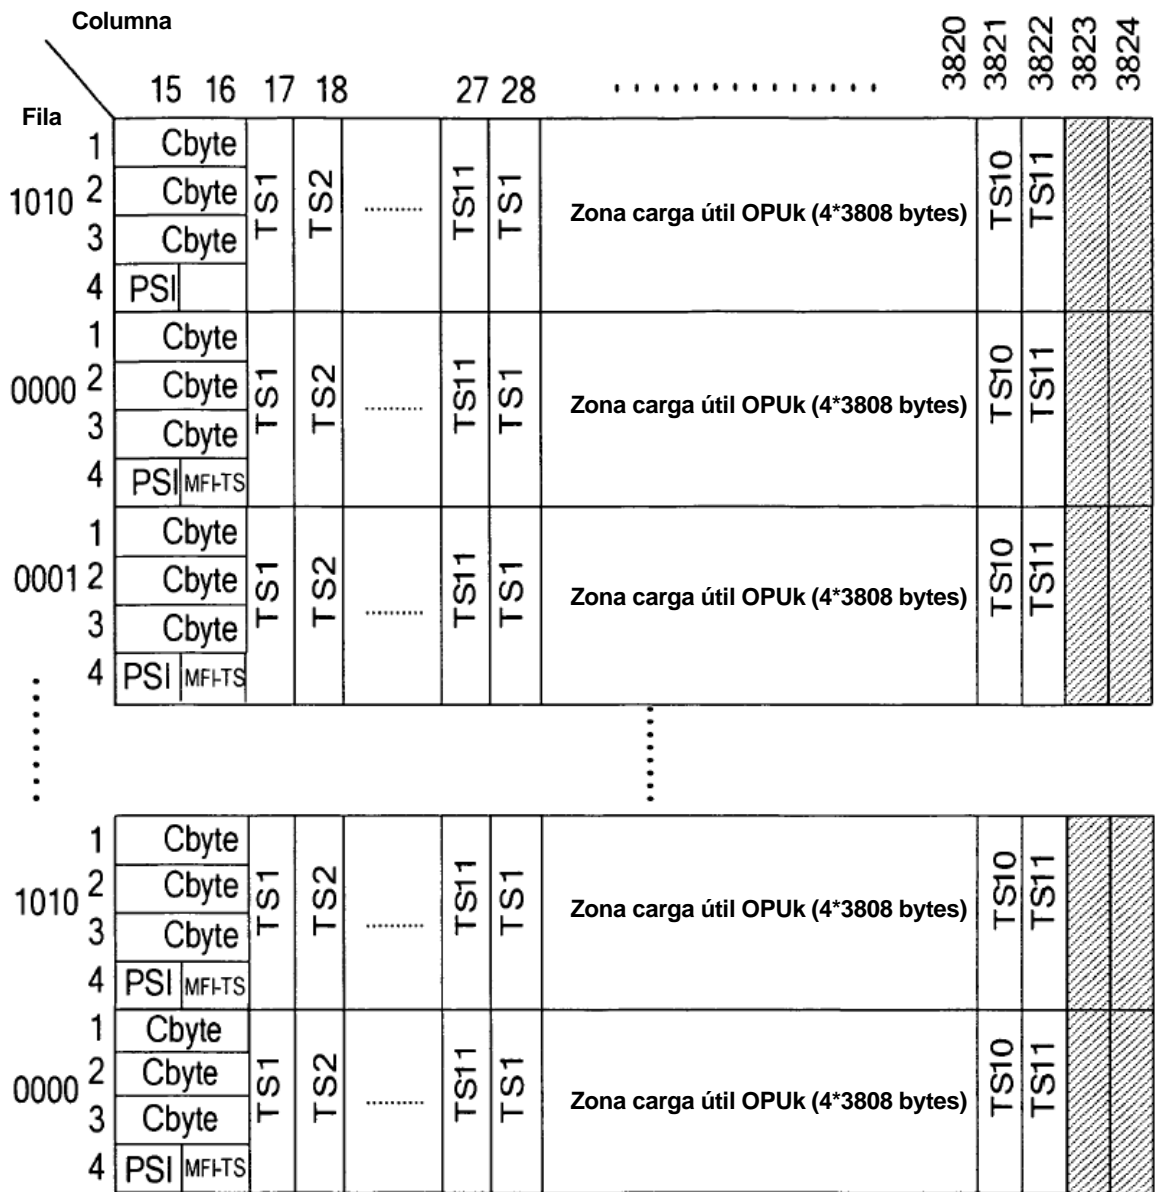 Columna
15 16 17 18 27 28 ............... 3820 3821 3822 3823 3824
Fila
1 Cbyte
1010 2 Cbyte TS1 TS2 ......... TS11 TS1 Zona carga útil OPUk (4*3808 bytes) TS10 TS11
3 Cbyte
4 PSI
1 Cbyte
0000 2 Cbyte TS1 TS2 ......... TS11 TS1 Zona carga útil OPUk (4*3808 bytes) TS10 TS11
3 Cbyte
4 PSI MFI-TS
1 Cbyte
0001 2 Cbyte TS1 TS2 ......... TS11 TS1 Zona carga útil OPUk (4*3808 bytes) TS10 TS11
3 Cbyte
4 PSI MFI-TS
1 Cbyte
1010 2 Cbyte TS1 TS2 ......... TS11 TS1 Zona carga útil OPUk (4*3808 bytes) TS10 TS11
3 Cbyte
4 PSI MFI-TS
1 Cbyte
0000 2 Cbyte TS1 TS2 ......... TS11 TS1 Zona carga útil OPUk (4*3808 bytes) TS10 TS11
3 Cbyte
4 PSI MFI-TS